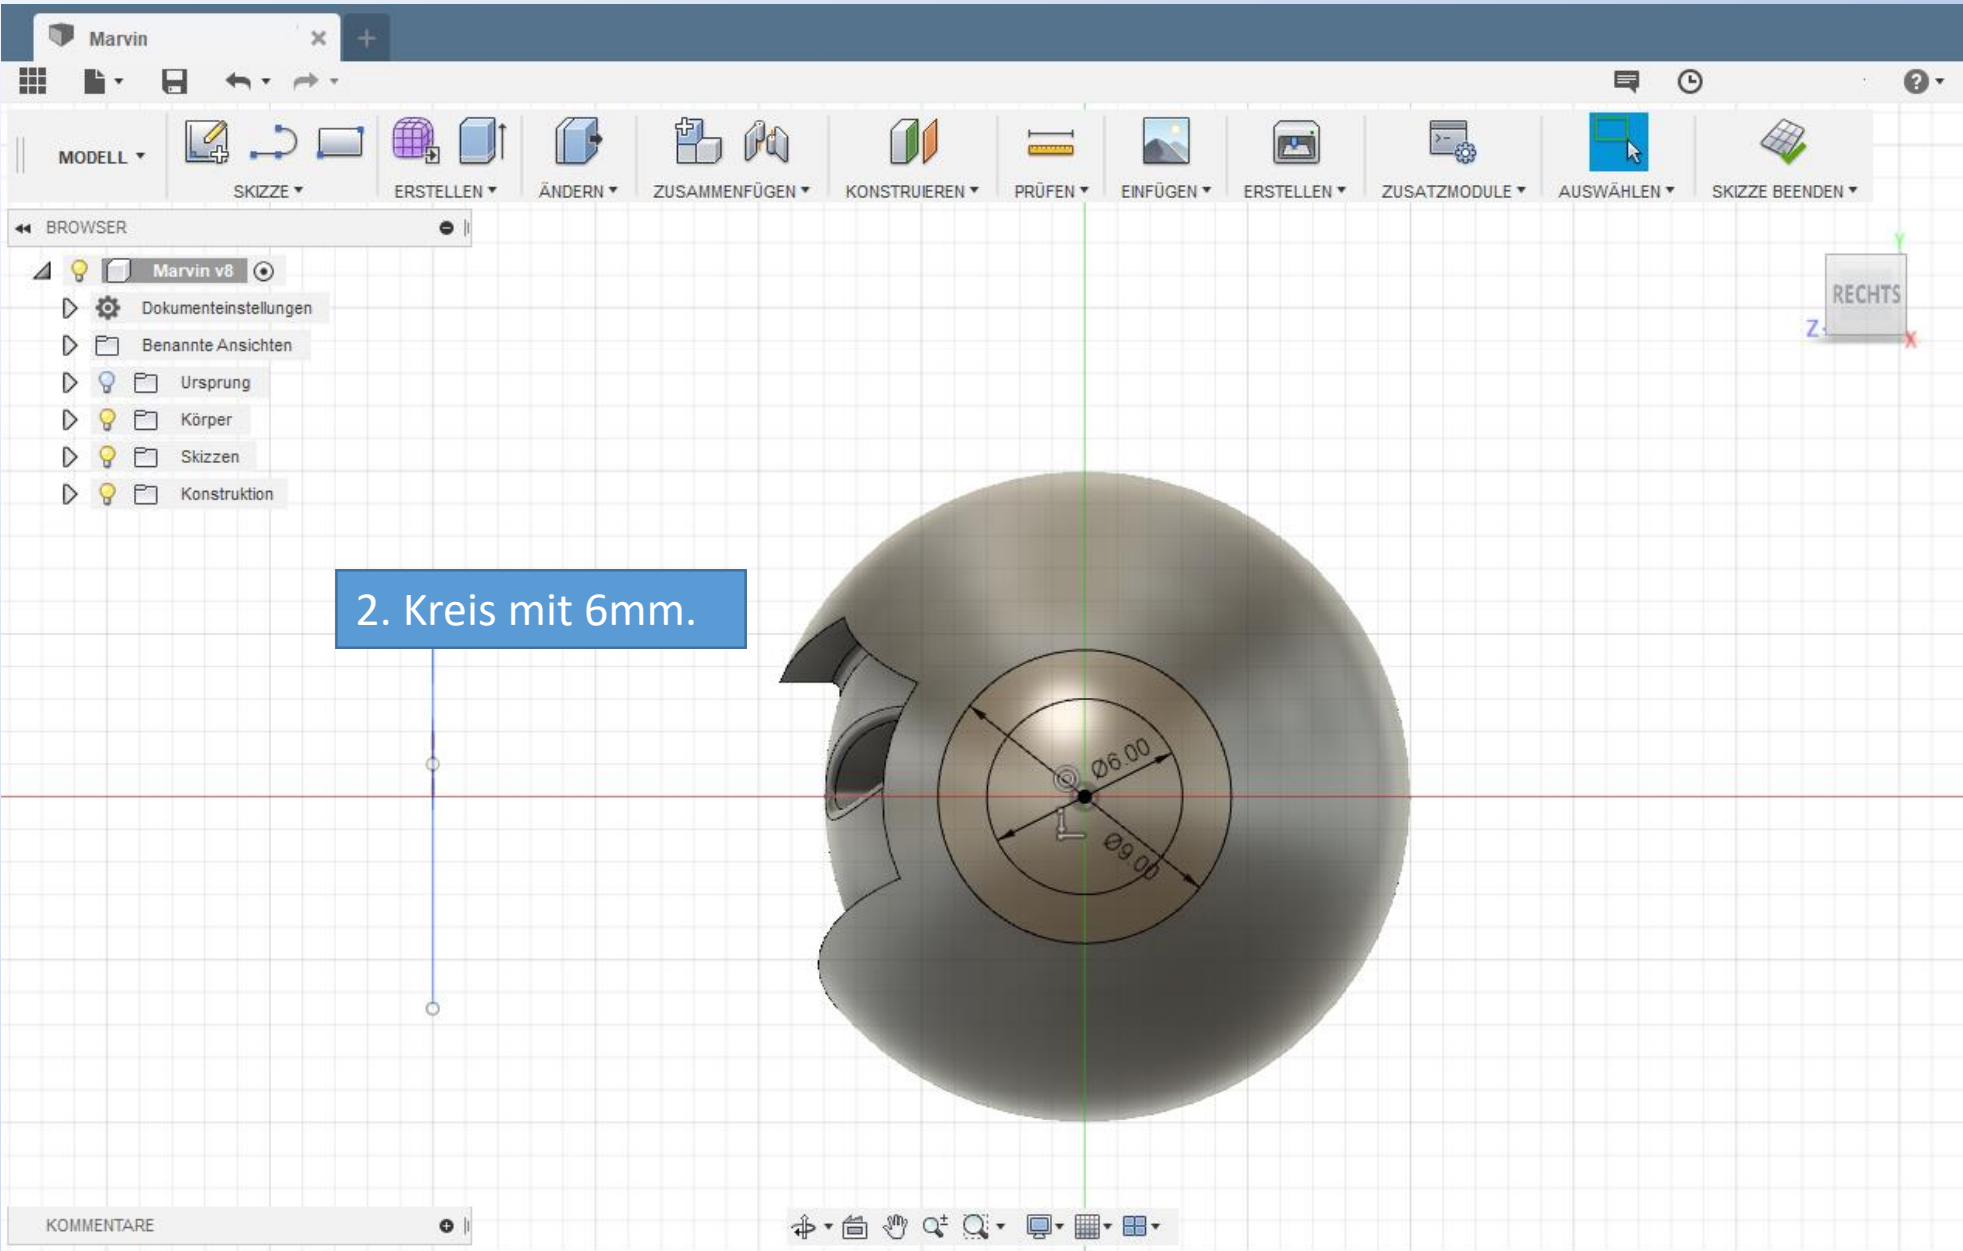 Marvin
MODELL
SKIZZE
ERSTELLEN
ÄNDERN
ZUSAMMENFÜGEN
KONSTRUIEREN
PRÜFEN
EINFÜGEN
ERSTELLEN
ZUSATZMODULE
AUSWÄHLEN
SKIZZE BEENDEN
BROWSER
Marvin v8
Dokumenteinstellungen
Benannte Ansichten
Ursprung
Körper
Skizzen
Konstruktion
Y
RECHTS
Z
X
2. Kreis mit 6mm.
Ø6.00
Ø9.00
KOMMENTARE